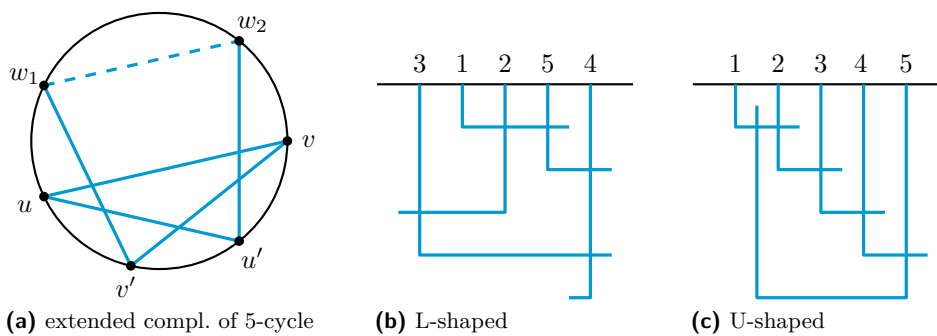 w₂
w₁
v
u
u′
v′
(a) extended compl. of 5-cycle
3 1 2 5 4
(b) L-shaped
1 2 3 4 5
(c) U-shaped